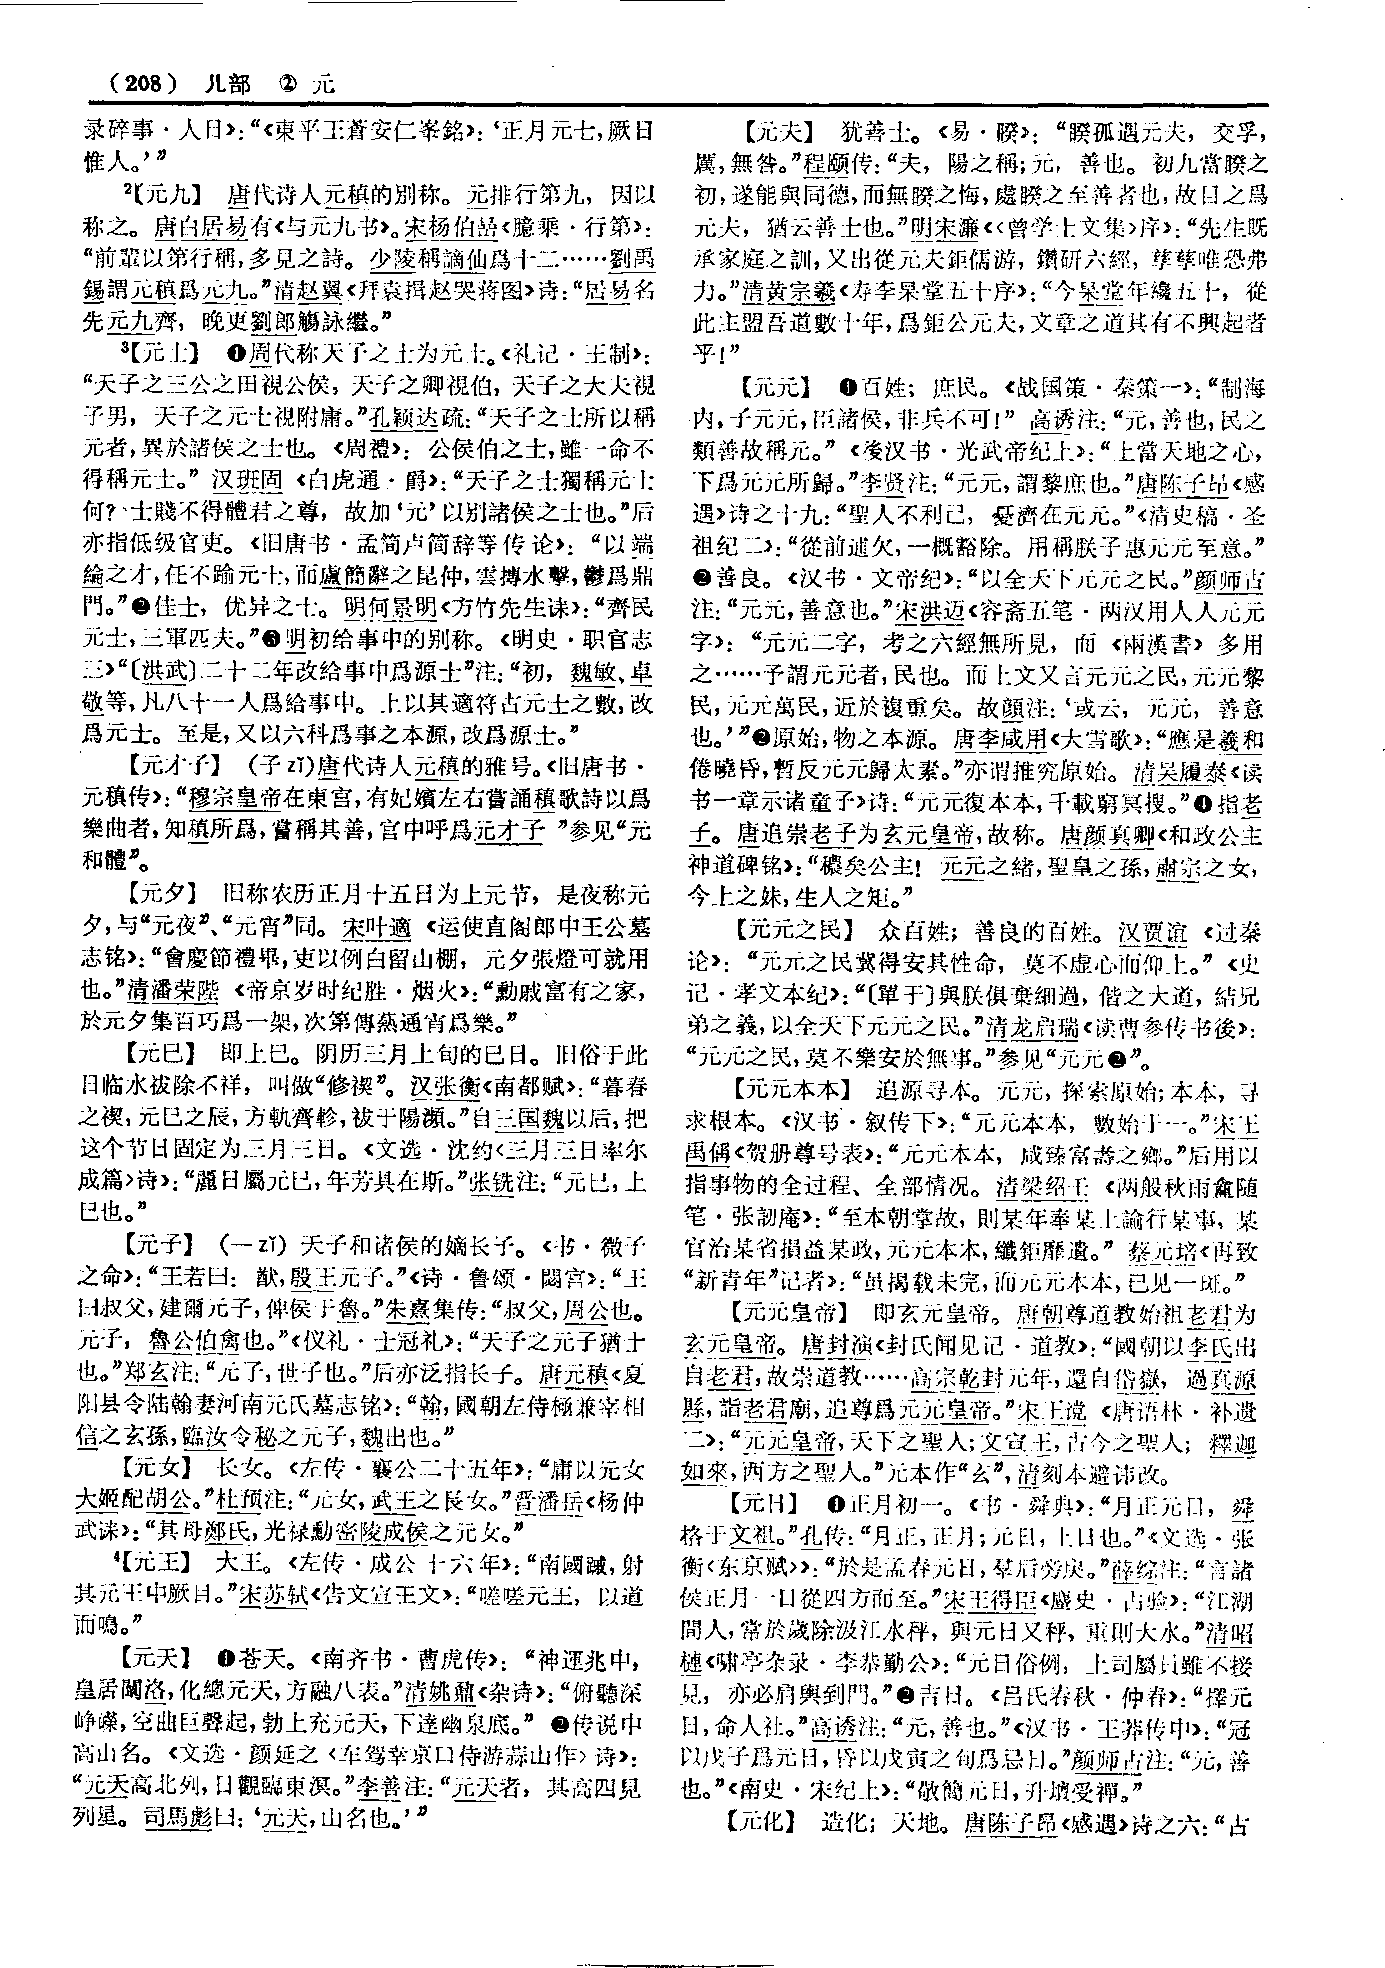 （208） 儿部 ② 元
录碎事·人日》：“《東平王蒼安仁峯銘》：‘正月元七，厥日
惟人。’”
²【元九】 唐代诗人元稹的别称。元排行第九，因以
称之。唐白居易有《与元九书》。宋杨伯嵒《臆乘·行第》：
“前輩以第行稱，多見之詩。少陵稱謫仙爲十二……劉禹
錫謂元稹爲元九。”清赵翼《拜袁揖赵哭蒋图》诗：“居易名
先元九齊，晚更劉郎觴詠繼。”
³【元士】 ❶周代称天子之士为元士。《礼记·王制》：
“天子之三公之田視公侯，天子之卿視伯，天子之大夫視
子男，天子之元士視附庸。”孔颖达疏：“天子之士所以稱
元者，異於諸侯之士也。《周禮》：公侯伯之士，雖一命不
得稱元士。”汉班固《白虎通·爵》：“天子之士獨稱元士
何？士賤不得體君之尊，故加‘元’以别諸侯之士也。”后
亦指低级官吏。《旧唐书·孟简卢简辞等传论》：“以端
綸之才，任不踰元士，而盧簡辭之昆仲，雲摶水擊，鬱爲鼎
門。”❷佳士，优异之士。明何景明《方竹先生诔》：“齊民
元士，三軍匹夫。”❸明初给事中的别称。《明史·职官志
三》“〔洪武〕二十二年改給事中爲源士”注：“初，魏敏、卓
敬等，凡八十一人爲給事中。上以其適符古元士之數，改
爲元士。至是，又以六科爲事之本源，改爲源士。”
【元才子】 （子zǐ）唐代诗人元稹的雅号。《旧唐书·
元稹传》：“穆宗皇帝在東宫，有妃嬪左右嘗誦稹歌詩以爲
樂曲者，知稹所爲，嘗稱其善，宫中呼爲元才子 ”参见“元
和體”。
【元夕】 旧称农历正月十五日为上元节，是夜称元
夕，与“元夜”、“元宵”同。宋叶適《运使直阁郎中王公墓
志铭》：“會慶節禮畢，吏以例白留山棚，元夕張燈可就用
也。”清潘荣陛《帝京岁时纪胜·烟火》：“勳戚富有之家，
於元夕集百巧爲一架，次第傳爇通宵爲樂。”
【元巳】 即上巳。阴历三月上旬的巳日。旧俗于此
日临水祓除不祥，叫做“修禊”。汉张衡《南都赋》：“暮春
之禊，元巳之辰，方軌齊軫，祓于陽瀕。”自三国魏以后，把
这个节日固定为三月三日。《文选·沈约〈三月三日率尔
成篇〉诗》：“麗日屬元巳，年芳具在斯。”张铣注：“元巳，上
巳也。”
【元子】 （一zǐ）天子和诸侯的嫡长子。《书·微子
之命》：“王若曰：猷，殷王元子。”《诗·鲁颂·閟宫》：“王
曰叔父，建爾元子，俾侯于魯。”朱熹集传：“叔父，周公也。
元子，魯公伯禽也。”《仪礼·士冠礼》：“天子之元子猶士
也。”郑玄注：“元子，世子也。”后亦泛指长子。唐元稹《夏
阳县令陆翰妻河南元氏墓志铭》：“翰，國朝左侍極兼宰相
信之玄孫，臨汝令秘之元子，魏出也。”
【元女】 长女。《左传·襄公二十五年》：“庸以元女
大姬配胡公。”杜预注：“元女，武王之長女。”晋潘岳《杨仲
武诔》：“其母鄭氏，光禄勳密陵成侯之元女。”
⁴【元王】 大王。《左传·成公十六年》：“南國䠞，射
其元王中厥目。”宋苏轼《告文宣王文》：“嗟嗟元王，以道
而鳴。”
【元天】 ❶苍天。《南齐书·曹虎传》：“神運兆中，
皇居闡洛，化總元天，方融八表。”清姚鼐《杂诗》：“俯聽深
崢嶸，空曲巨聲起，勃上充元天，下達幽泉底。”❷传说中
高山名。《文选·颜延之〈车驾幸京口侍游蒜山作〉诗》：
“元天高北列，日觀臨東溟。”李善注：“元天者，其高四見
列星。司馬彪曰：‘元天，山名也。’”
【元夫】 犹善士。《易·睽》：“睽孤遇元夫，交孚，
厲，無咎。”程颐传：“夫，陽之稱；元，善也。初九當睽之
初，遂能與同德，而無睽之悔，處睽之至善者也，故目之爲
元夫，猶云善士也。”明宋濂《〈曾学士文集〉序》：“先生既
承家庭之訓，又出從元夫鉅儒游，鑽研六經，孳孳唯恐弗
力。”清黄宗羲《寿李杲堂五十序》：“今杲堂年纔五十，從
此主盟吾道數十年，爲鉅公元夫，文章之道其有不興起者
乎！”
【元元】 ❶百姓；庶民。《战国策·秦策一》：“制海
内，子元元，臣諸侯，非兵不可！”高诱注：“元，善也，民之
類善故稱元。”《後汉书·光武帝纪上》：“上當天地之心，
下爲元元所歸。”李贤注：“元元，謂黎庶也。”唐陈子昂《感
遇》诗之十九：“聖人不利己，憂濟在元元。”《清史稿·圣
祖纪二》：“從前逋欠，一概豁除。用稱朕子惠元元至意。”
❷善良。《汉书·文帝纪》：“以全天下元元之民。”颜师古
注：“元元，善意也。”宋洪迈《容斋五笔·两汉用人人元元
字》：“元元二字，考之六經無所見，而《兩漢書》多用
之……予謂元元者，民也。而上文又言元元之民，元元黎
民，元元萬民，近於複重矣。故顔注：‘或云，元元，善意
也。’”❷原始，物之本源。唐李咸用《大雪歌》：“應是羲和
倦曉昏，暫反元元歸太素。”亦谓推究原始。清吴履泰《读
书一章示诸童子》诗：“元元復本本，千載窮冥搜。”❹指老
子。唐追崇老子为玄元皇帝，故称。唐颜真卿《和政公主
神道碑铭》：“穠矣公主！元元之緒，聖皇之孫，肅宗之女，
今上之妹，生人之矩。”
【元元之民】 众百姓；善良的百姓。汉贾谊《过秦
论》：“元元之民冀得安其性命，莫不虚心而仰上。”《史
记·孝文本纪》：“〔單于〕與朕俱棄細過，偕之大道，結兄
弟之義，以全天下元元之民。”清龙启瑞《读曹参传书後》：
“元元之民，莫不樂安於無事。”参见“元元❷”。
【元元本本】 追源寻本。元元，探索原始；本本，寻
求根本。《汉书·叙传下》：“元元本本，數始于一。”宋王
禹偁《贺册尊号表》：“元元本本，咸臻富壽之鄉。”后用以
指事物的全过程、全部情况。清梁绍壬《两般秋雨盦随
笔·张訒庵》：“至本朝掌故，則某年奉某上諭行某事，某
官治某省損益某政，元元本本，纖鉅靡遺。”蔡元培《再致
“新青年”记者》：“虽揭载未完，而元元本本，已见一斑。”
【元元皇帝】 即玄元皇帝。唐朝尊道教始祖老君为
玄元皇帝。唐封演《封氏闻见记·道教》：“國朝以李氏出
自老君，故崇道教……高宗乾封元年，還自岱嶽，過真源
縣，詣老君廟，追尊爲元元皇帝。”宋王谠《唐语林·补遗
二》：“元元皇帝，天下之聖人；文宣王，古今之聖人；釋迦
如來，西方之聖人。”元本作“玄”，清刻本避讳改。
【元日】 ❶正月初一。《书·舜典》：“月正元日，舜
格于文祖。”孔传：“月正，正月；元日，上日也。”《文选·张
衡〈东京赋〉》：“於是孟春元日，羣后旁戾。”薛综注：“言諸
侯正月一日從四方而至。”宋王得臣《麈史·占验》：“江湖
間人，常於歲除汲江水秤，與元日又秤，重則大水。”清昭
槤《啸亭杂录·李恭勤公》：“元日俗例，上司屬員雖不接
見，亦必肩輿到門。”❷吉日。《吕氏春秋·仲春》：“擇元
日，命人社。”高诱注：“元，善也。”《汉书·王莽传中》：“冠
以戊子爲元日，昏以戊寅之旬爲忌日。”颜师古注：“元，善
也。”《南史·宋纪上》：“敬簡元日，升壇受禪。”
【元化】 造化；天地。唐陈子昂《感遇》诗之六：“古